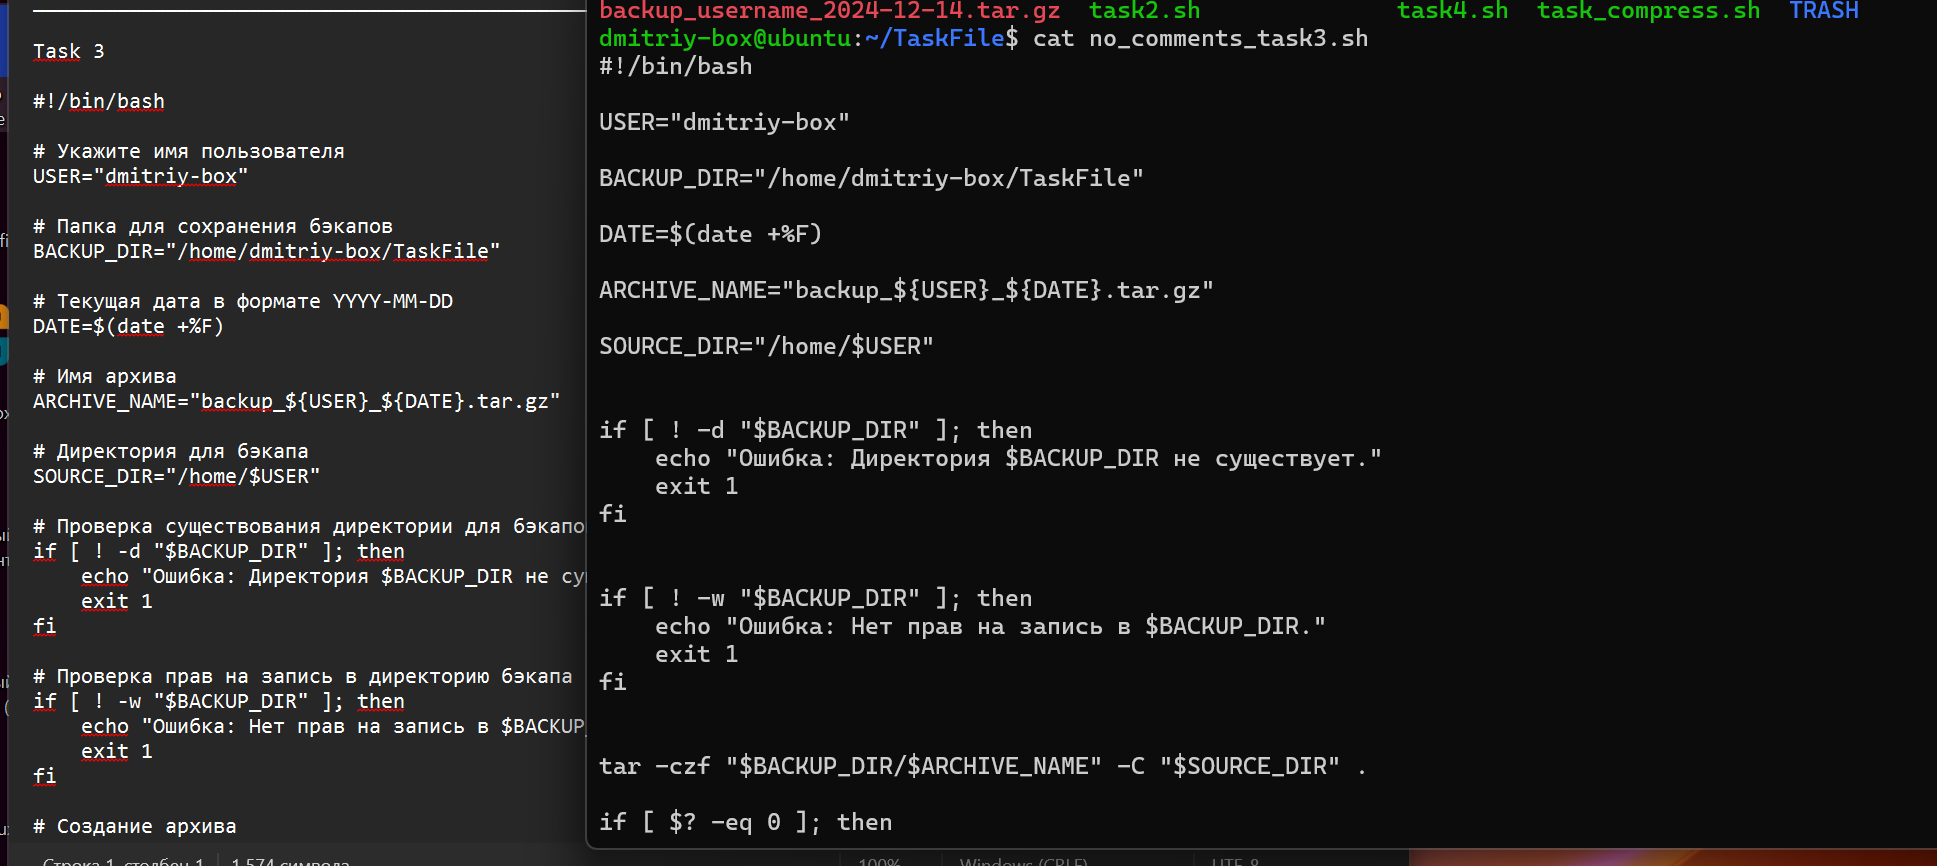 Task 3
#!/bin/bash
# Укажите имя пользователя
USER="dmitriy-box"
# Папка для сохранения бэкапов
BACKUP_DIR="/home/dmitriy-box/TaskFile"
# Текущая дата в формате YYYY-MM-DD
DATE=$(date +%F)
# Имя архива
ARCHIVE_NAME="backup_${USER}_${DATE}.tar.gz"
# Директория для бэкапа
SOURCE_DIR="/home/$USER"
# Проверка существования директории для бэкапо
if [ ! -d "$BACKUP_DIR" ]; then
    echo "Ошибка: Директория $BACKUP_DIR не су
    exit 1
fi
# Проверка прав на запись в директорию бэкапа
if [ ! -w "$BACKUP_DIR" ]; then
    echo "Ошибка: Нет прав на запись в $BACKUP_
    exit 1
fi
# Создание архива
Строка 1, столбец 1 1 574 символа 100% Windows (CRLF) UTF-8
backup_username_2024-12-14.tar.gz task2.sh task4.sh task_compress.sh TRASH
dmitriy-box@ubuntu:~/TaskFile$ cat no_comments_task3.sh
#!/bin/bash
USER="dmitriy-box"
BACKUP_DIR="/home/dmitriy-box/TaskFile"
DATE=$(date +%F)
ARCHIVE_NAME="backup_${USER}_${DATE}.tar.gz"
SOURCE_DIR="/home/$USER"
if [ ! -d "$BACKUP_DIR" ]; then
    echo "Ошибка: Директория $BACKUP_DIR не существует."
    exit 1
fi
if [ ! -w "$BACKUP_DIR" ]; then
    echo "Ошибка: Нет прав на запись в $BACKUP_DIR."
    exit 1
fi
tar -czf "$BACKUP_DIR/$ARCHIVE_NAME" -C "$SOURCE_DIR" .
if [ $? -eq 0 ]; then